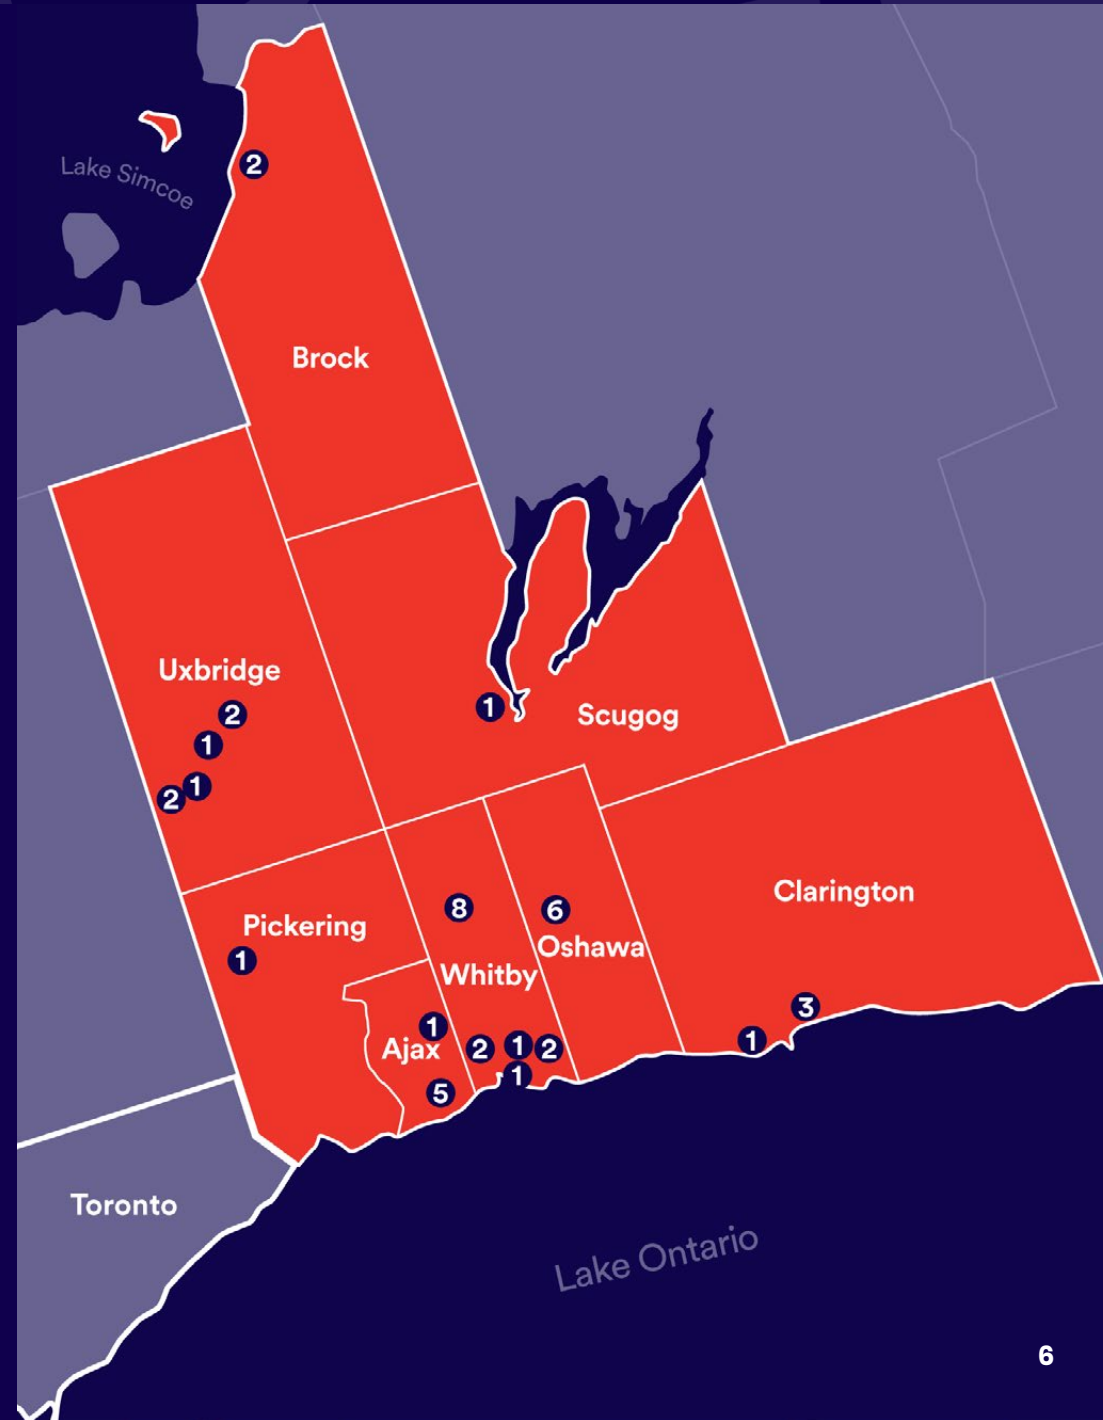 Lake Simcoe
2
Brock
Uxbridge
2
1
1
2
1
Scugog
Clarington
8
6
Pickering
Oshawa
1
Whitby
3
1
1
Ajax
2
1
2
1
5
Toronto
Lake Ontario
6